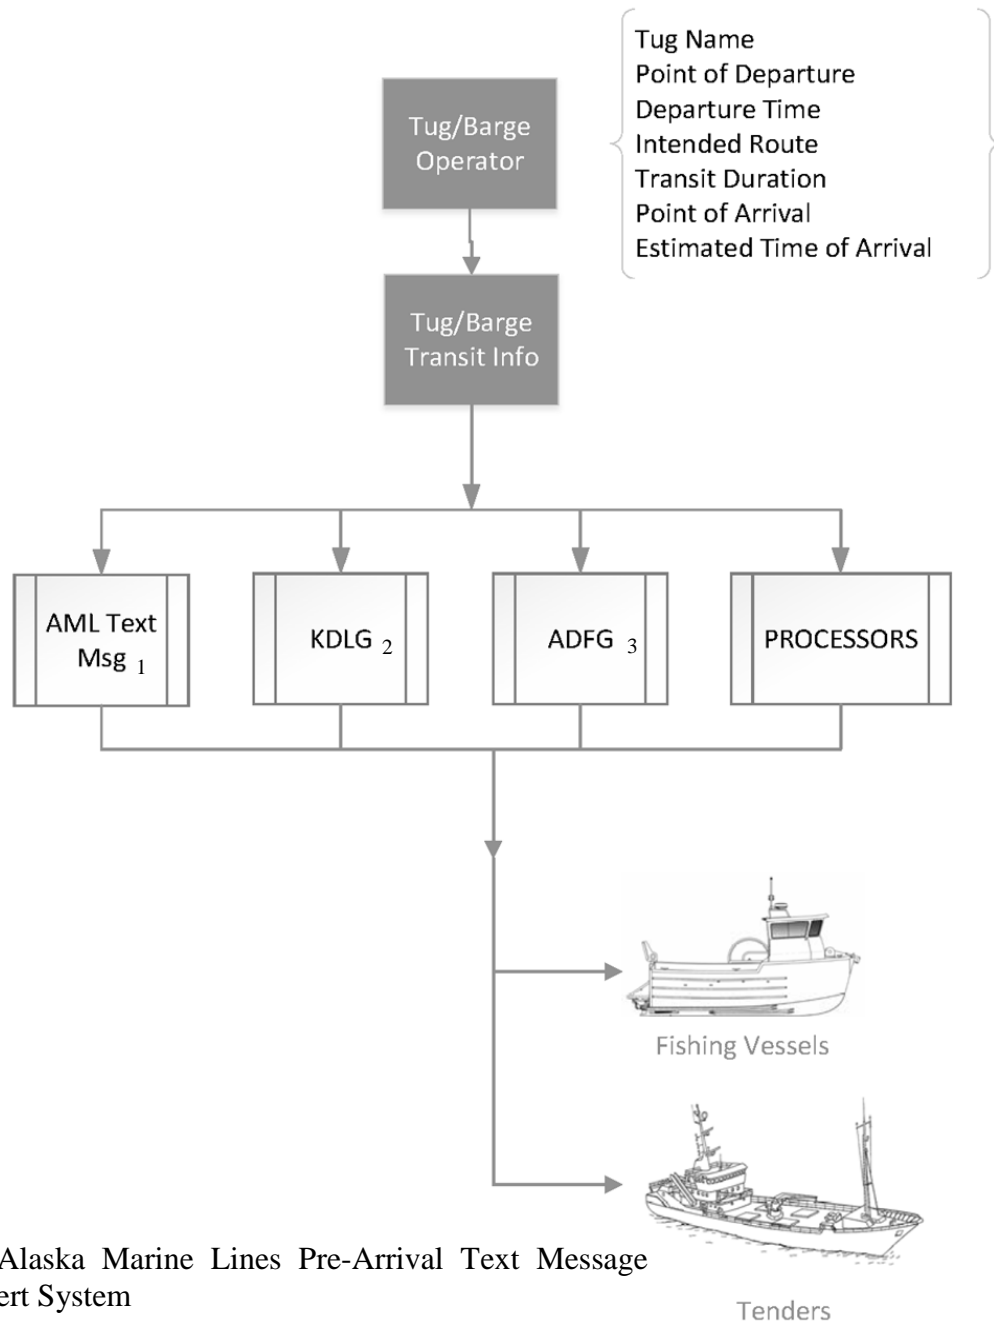 Tug Name
Point of Departure
Departure Time
Intended Route
Transit Duration
Point of Arrival
Estimated Time of Arrival
Tug/Barge
Operator
Tug/Barge
Transit Info
AML Text
Msg 1
KDLG 2
ADFG 3
PROCESSORS
Fishing Vessels
Alaska Marine Lines Pre-Arrival Text Message
ert System
Tenders